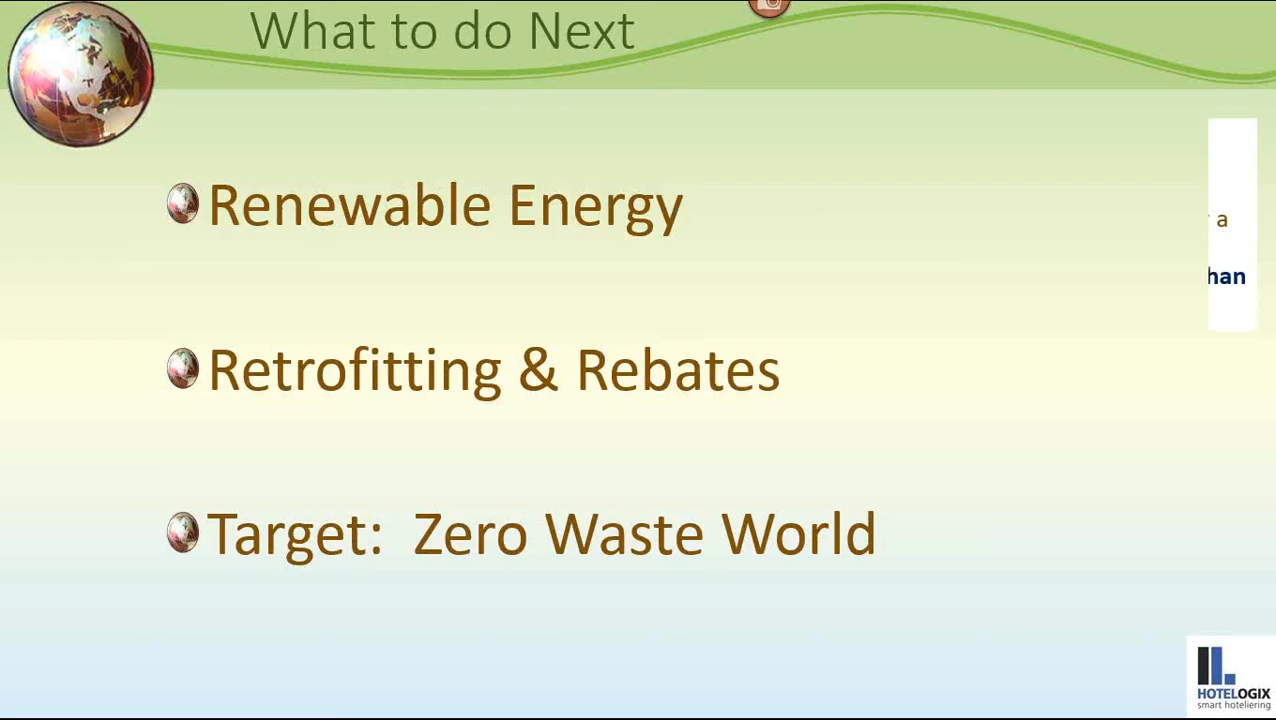 What to do Next
Renewable Energy
a
han
Retrofitting & Rebates
Target: Zero Waste World
HOTELOGIX
smart hoteliering